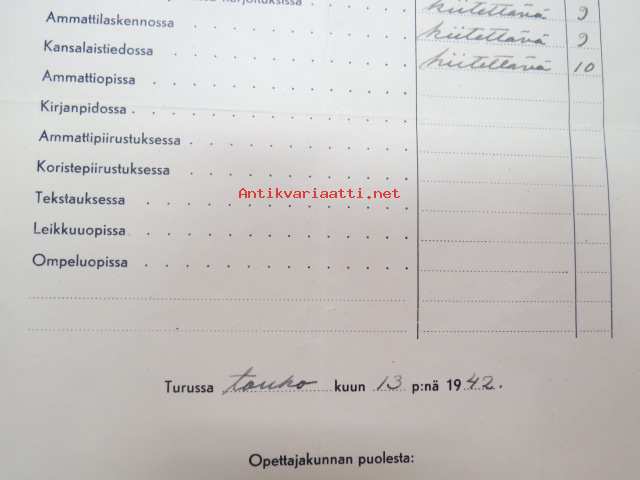 kirjoituksissa . kiitettävä 9
Ammattilaskennossa . . . . . . . kiitettävä 9
Kansalaistiedossa . . . . . . . . kiitettävä 10
Ammattiopissa . . . . . . . . .
Kirjanpidossa . . . . . . . . . .
Ammattipiirustuksessa . . . . . . . .
Koristepiirustuksessa . . . . . . . .
Antikvariaatti.net
Tekstauksessa . . . . . . . . . .
Leikkuuopissa . . . . . . . . . .
Ompeluopissa . . . . . . . . . .
Turussa touko kuun 13 p:nä 1942.
Opettajakunnan puolesta: